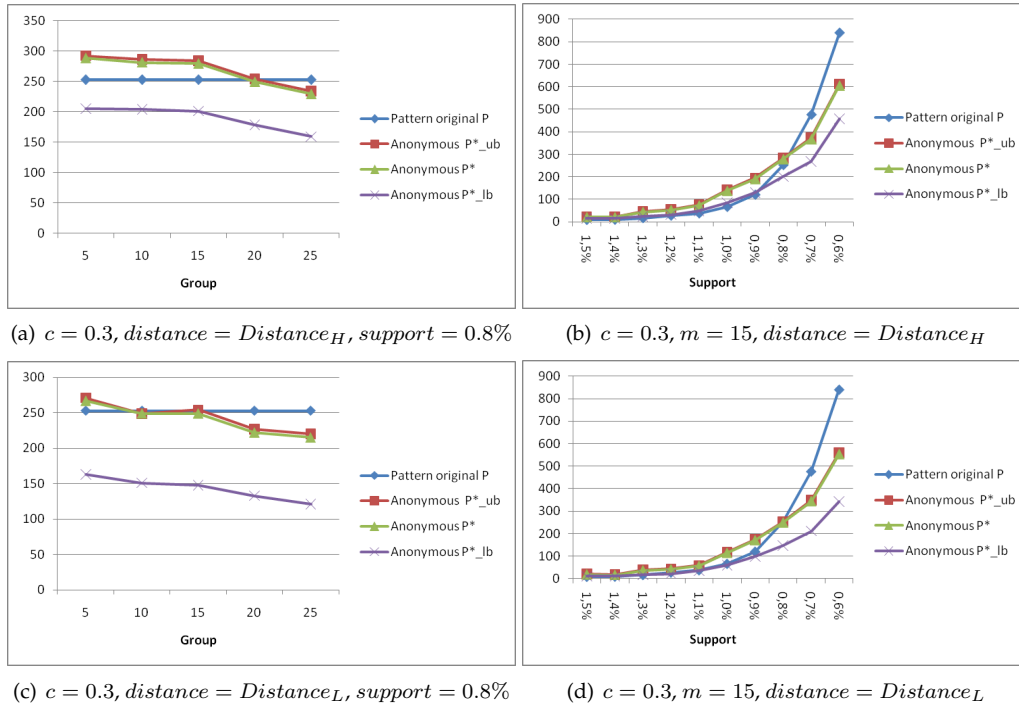 350
300
250
200
150
100
50
0
5 10 15 20 25
Group
Pattern original P
Anonymous P*_ub
Anonymous P*
Anonymous P*_lb
(a) c = 0.3, distance = Distance_H, support = 0.8%
900
800
700
600
500
400
300
200
100
0
1,5% 1,4% 1,3% 1,2% 1,1% 1,0% 0,9% 0,8% 0,7% 0,6%
Support
Pattern original P
Anonymous P*_ub
Anonymous P*
Anonymous P*_lb
(b) c = 0.3, m = 15, distance = Distance_H
300
250
200
150
100
50
0
5 10 15 20 25
Group
Pattern original P
Anonymous P*_ub
Anonymous P*
Anonymous P*_lb
(c) c = 0.3, distance = Distance_L, support = 0.8%
900
800
700
600
500
400
300
200
100
0
1,5% 1,4% 1,3% 1,2% 1,1% 1,0% 0,9% 0,8% 0,7% 0,6%
Support
Pattern original P
Anonymous P*_ub
Anonymous P*
Anonymous P*_lb
(d) c = 0.3, m = 15, distance = Distance_L